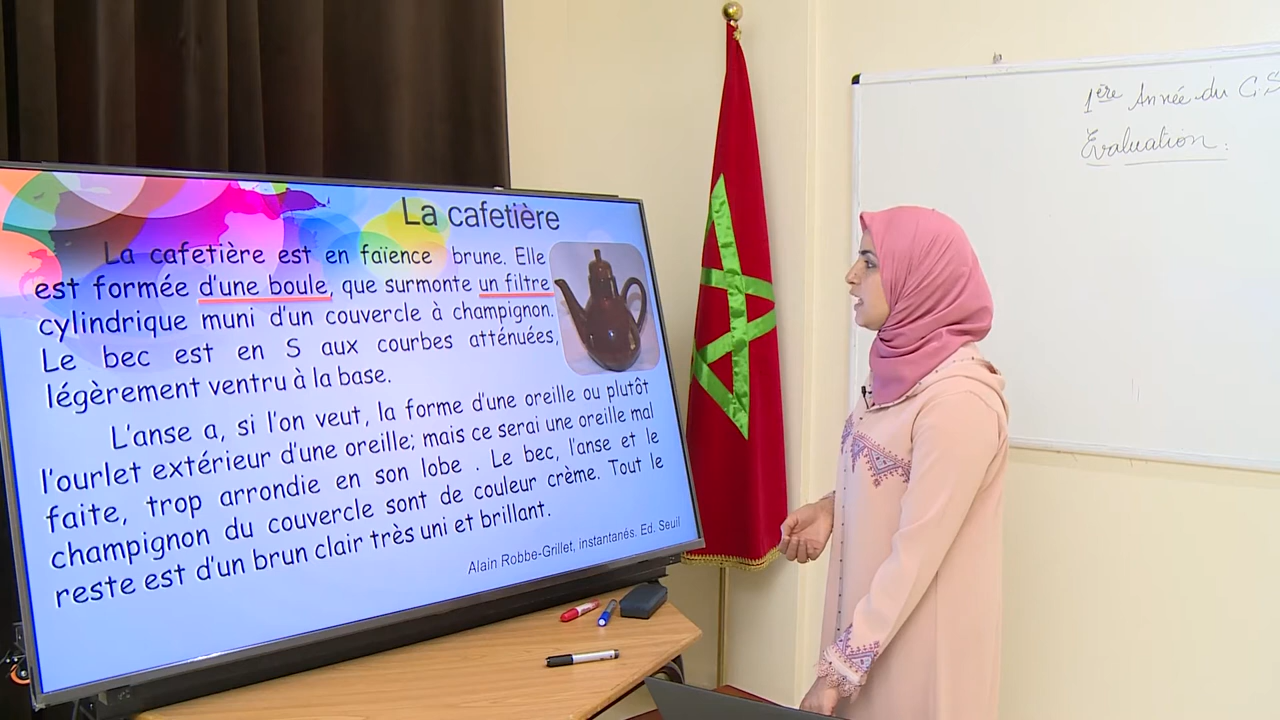 La cafetière
La cafetière est en faïence brune. Elle
est formée d'une boule, que surmonte un filtre
cylindrique muni d'un couvercle à champignon.
Le bec est en S aux courbes atténuées,
légèrement ventru à la base.
L'anse a, si l'on veut, la forme d'une oreille ou plutôt
l'ourlet extérieur d'une oreille; mais ce serai une oreille mal
faite, trop arrondie en son lobe . Le bec, l'anse et le
champignon du couvercle sont de couleur crème. Tout le
reste est d'un brun clair très uni et brillant.
Alain Robbe-Grillet, instantanés. Ed. Seuil
1ère Année du C.S
Evaluation :